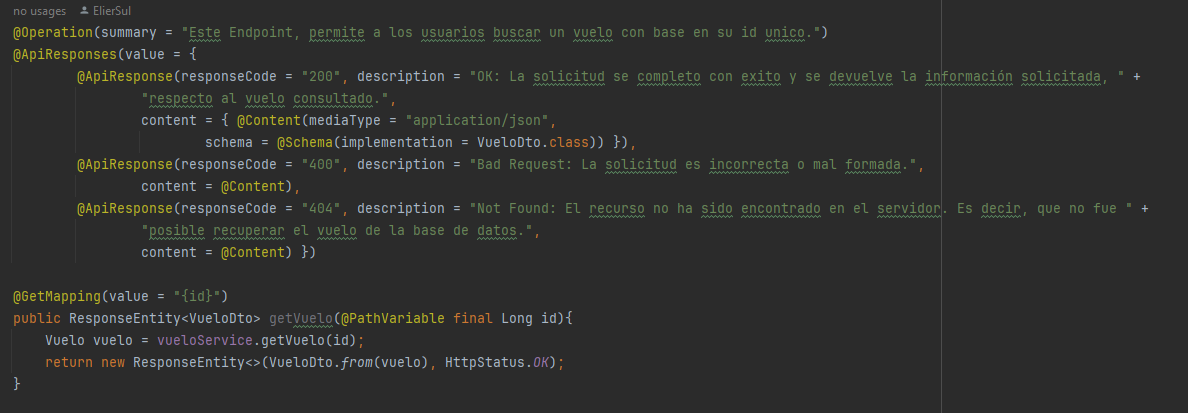 no usages ElierSul
@Operation(summary = "Este Endpoint, permite a los usuarios buscar un vuelo con base en su id unico.")
@ApiResponses(value = {
@ApiResponse(responseCode = "200", description = "OK: La solicitud se completo con exito y se devuelve la información solicitada, " +
"respecto al vuelo consultado.",
content = { @Content(mediaType = "application/json",
schema = @Schema(implementation = VueloDto.class)) }),
@ApiResponse(responseCode = "400", description = "Bad Request: La solicitud es incorrecta o mal formada.",
content = @Content),
@ApiResponse(responseCode = "404", description = "Not Found: El recurso no ha sido encontrado en el servidor. Es decir, que no fue " +
"posible recuperar el vuelo de la base de datos.",
content = @Content) })
@GetMapping(value = "{id}")
public ResponseEntity<VueloDto> getVuelo(@PathVariable final Long id){
Vuelo vuelo = vueloService.getVuelo(id);
return new ResponseEntity<>(VueloDto.from(vuelo), HttpStatus.OK);
}